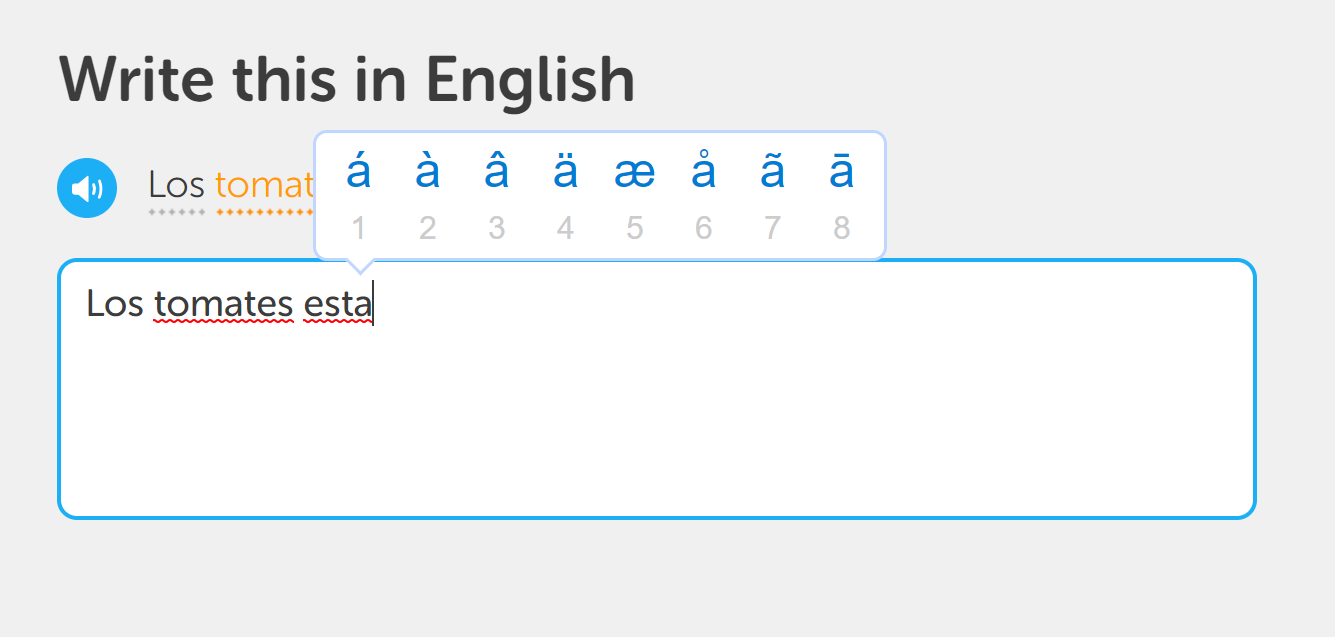 Write this in English
Los tomat
á à â ä æ å ã ā
1 2 3 4 5 6 7 8
Los tomates esta